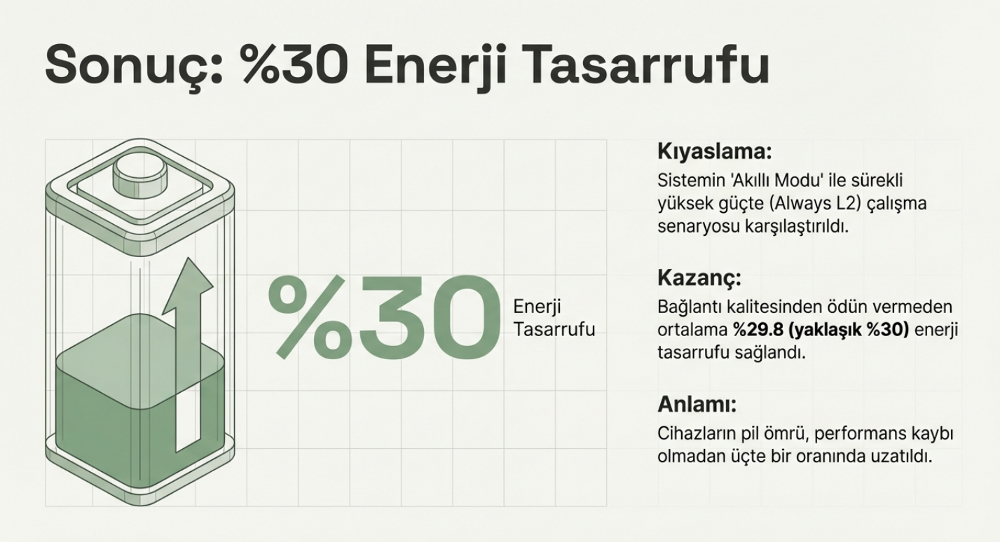 Sonuç: %30 Enerji Tasarrufu
%30
Enerji
Tasarrufu
Kıyaslama:
Sistemin 'Akıllı Modu' ile sürekli
yüksek güçte (Always L2) çalışma
senaryosu karşılaştırıldı.
Kazanç:
Bağlantı kalitesinden ödün vermeden
ortalama %29.8 (yaklaşık %30) enerji
tasarrufu sağlandı.
Anlamı:
Cihazların pil ömrü, performans kaybı
olmadan üçte bir oranında uzatıldı.